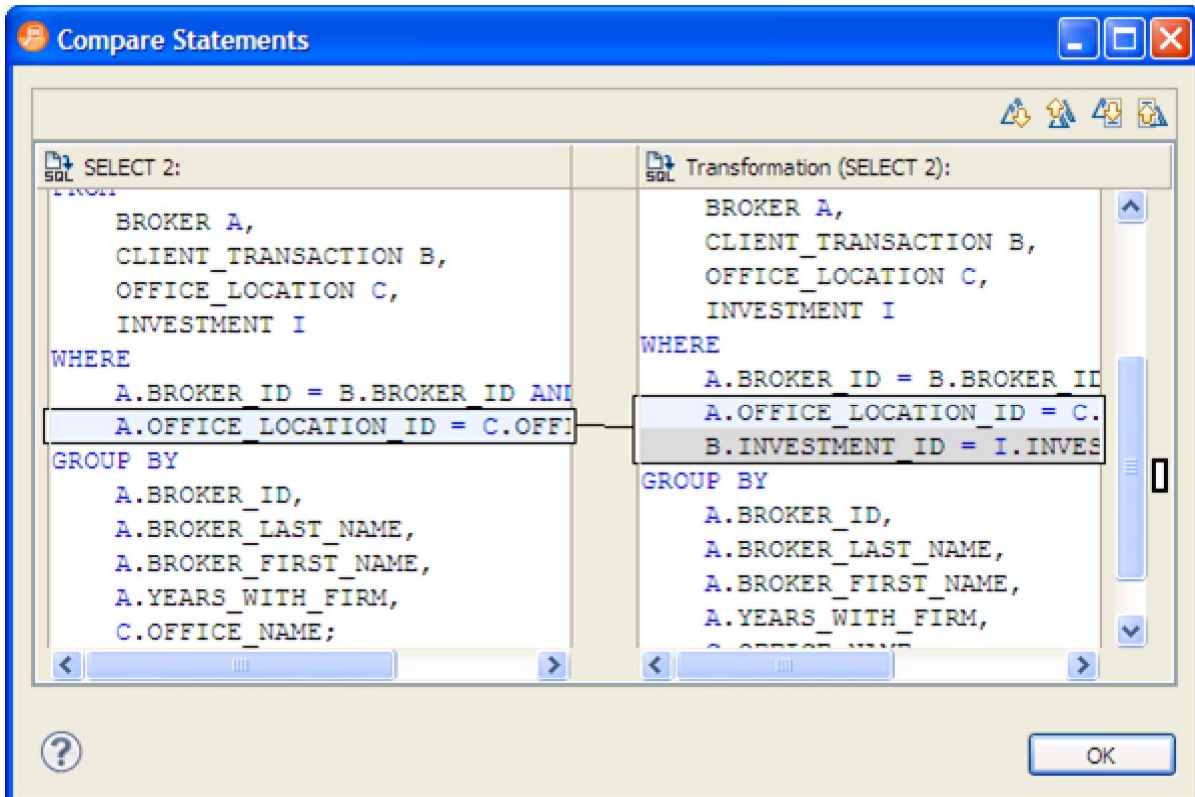 Compare Statements
SELECT 2:
FROM
BROKER A,
CLIENT_TRANSACTION B,
OFFICE_LOCATION C,
INVESTMENT I
WHERE
A.BROKER_ID = B.BROKER_ID AND
A.OFFICE_LOCATION_ID = C.OFFI
GROUP BY
A.BROKER_ID,
A.BROKER_LAST_NAME,
A.BROKER_FIRST_NAME,
A.YEARS_WITH_FIRM,
C.OFFICE_NAME;
Transformation (SELECT 2):
BROKER A,
CLIENT_TRANSACTION B,
OFFICE_LOCATION C,
INVESTMENT I
WHERE
A.BROKER_ID = B.BROKER_ID
A.OFFICE_LOCATION_ID = C.
B.INVESTMENT_ID = I.INVES
GROUP BY
A.BROKER_ID,
A.BROKER_LAST_NAME,
A.BROKER_FIRST_NAME,
A.YEARS_WITH_FIRM,
C.OFFICE_NAME
OK